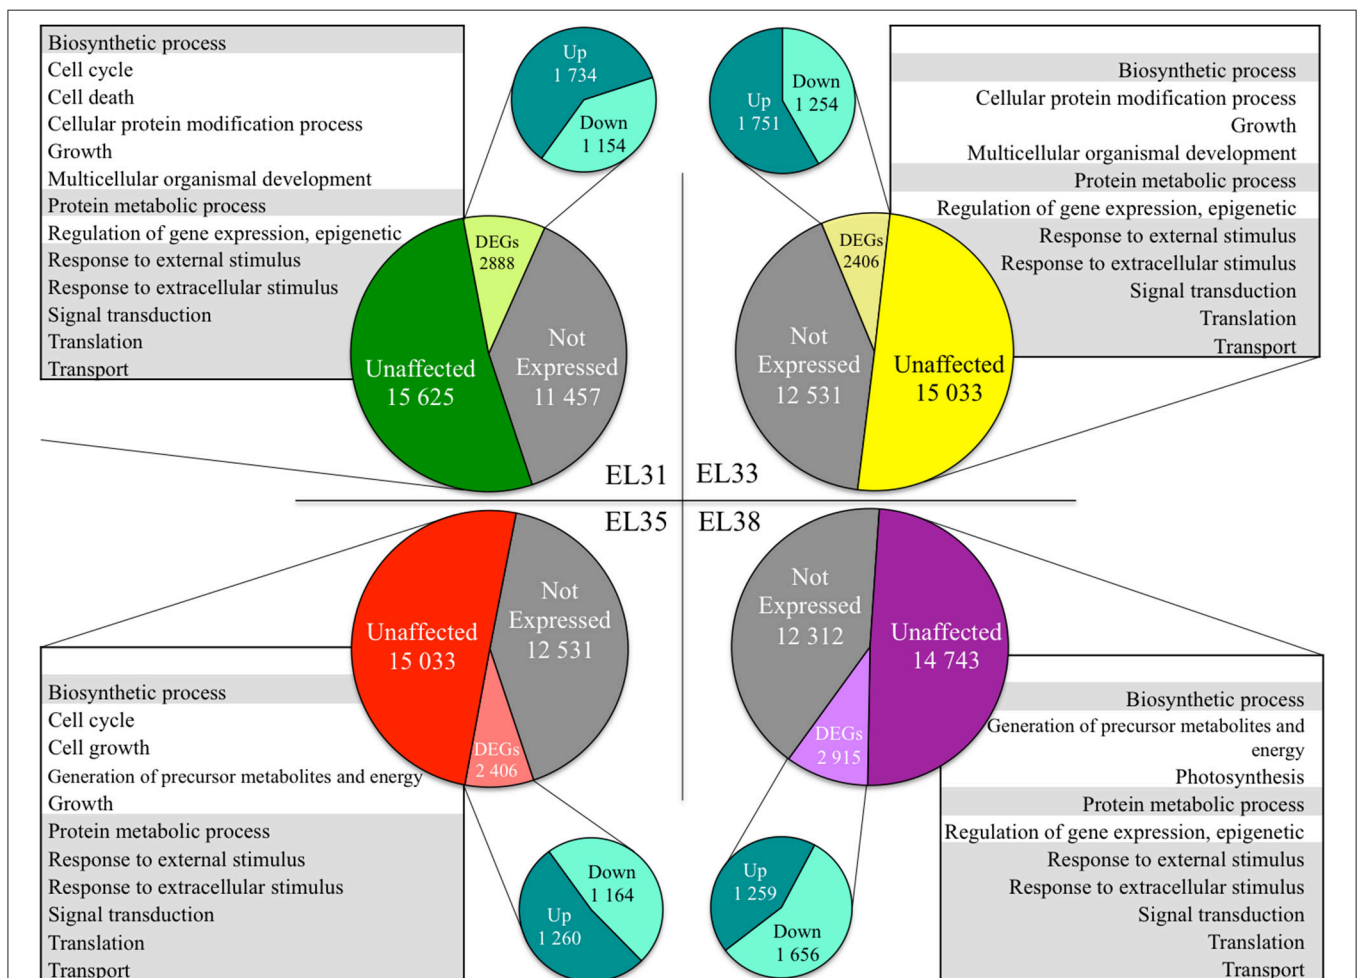 Biosynthetic process
Cell cycle
Cell death
Cellular protein modification process
Growth
Multicellular organismal development
Protein metabolic process
Regulation of gene expression, epigenetic
Response to external stimulus
Response to extracellular stimulus
Signal transduction
Translation
Transport
Up
1 734
Down
1 154
DEGs
2888
Unaffected
15 625
Not
Expressed
11 457
EL31
Up
1 751
Down
1 254
DEGs
2406
Not
Expressed
12 531
Unaffected
15 033
EL33
Biosynthetic process
Cellular protein modification process
Growth
Multicellular organismal development
Protein metabolic process
Regulation of gene expression, epigenetic
Response to external stimulus
Response to extracellular stimulus
Signal transduction
Translation
Transport
EL35
Unaffected
15 033
Not
Expressed
12 531
DEGs
2 406
Down
1 164
Up
1 260
Biosynthetic process
Cell cycle
Cell growth
Generation of precursor metabolites and energy
Growth
Protein metabolic process
Response to external stimulus
Response to extracellular stimulus
Signal transduction
Translation
Transport
EL38
Not
Expressed
12 312
Unaffected
14 743
DEGs
2 915
Up
1 259
Down
1 656
Biosynthetic process
Generation of precursor metabolites and
energy
Photosynthesis
Protein metabolic process
Regulation of gene expression, epigenetic
Response to external stimulus
Response to extracellular stimulus
Signal transduction
Translation
Transport